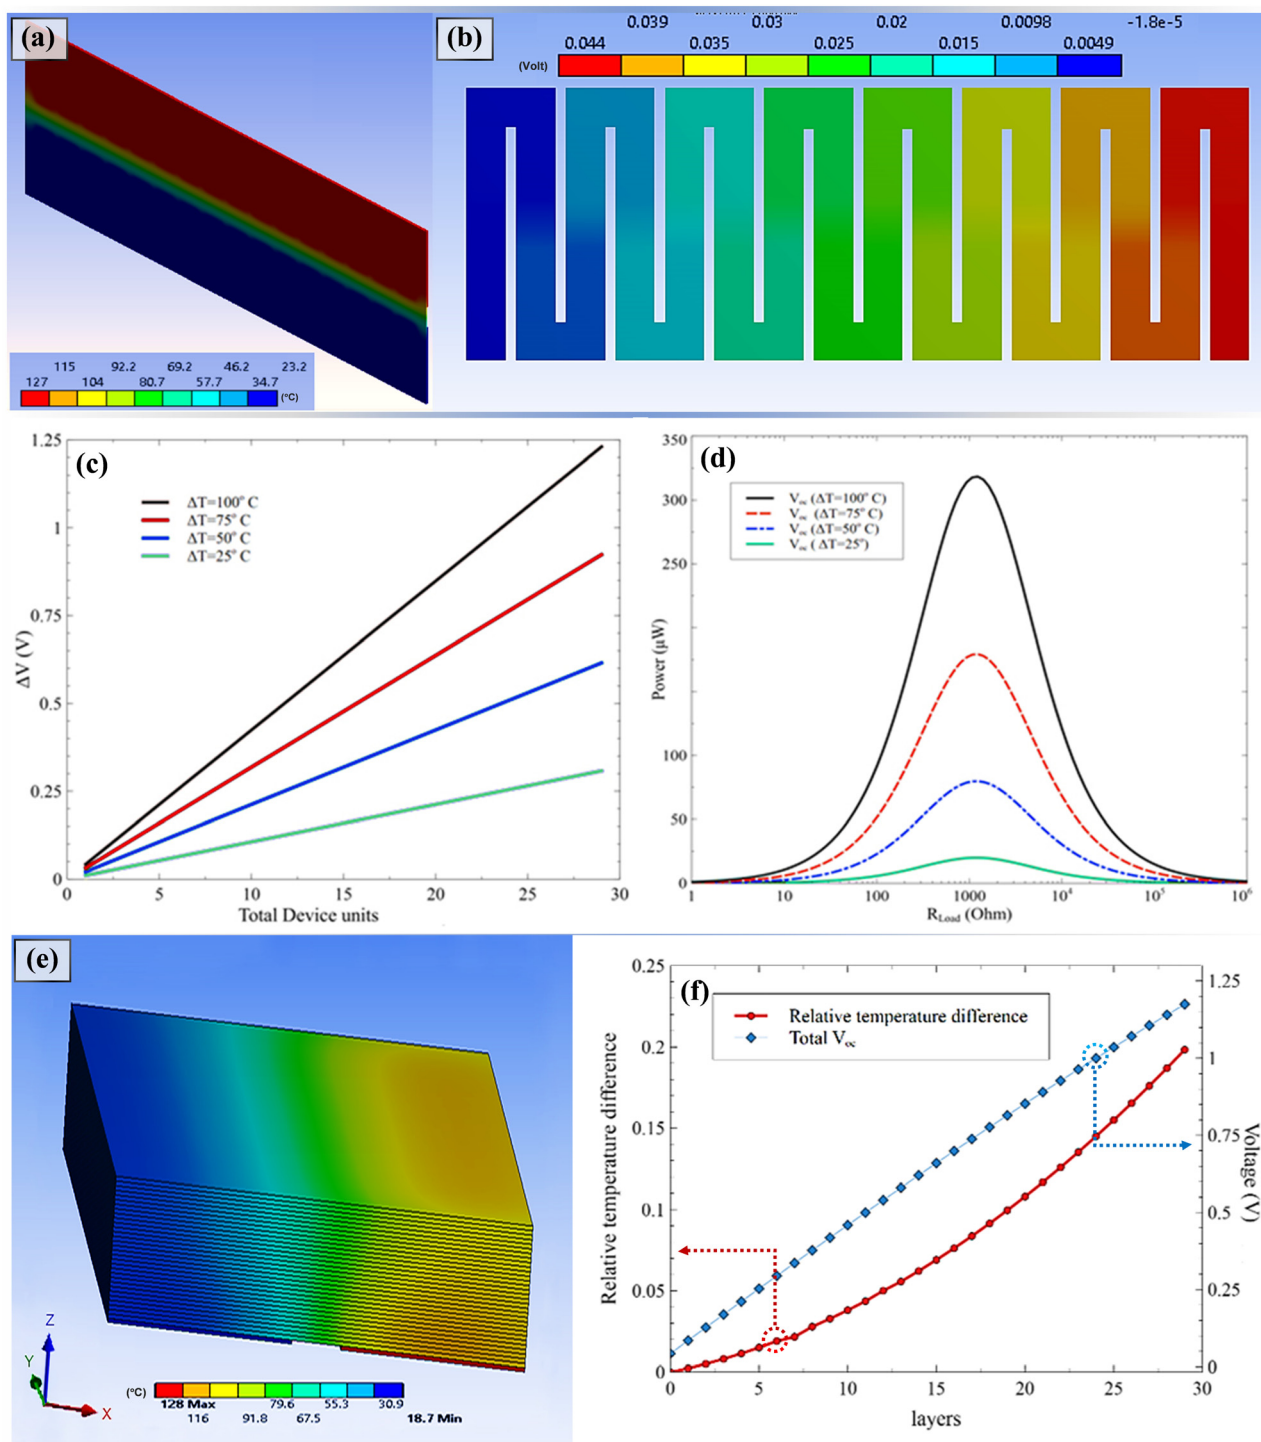 (a)
115 92.2 69.2 46.2 23.2
127 104 80.7 57.7 34.7 (°C)
(b)
0.039 0.03 0.02 0.0098 -1.8e-5
0.044 0.035 0.025 0.015 0.0049
(Volt)
(c)
1.25
1
0.75
0.5
0.25
0
ΔV (V)
ΔT=100° C
ΔT=75° C
ΔT=50° C
ΔT=25° C
0 5 10 15 20 25 30
Total Device units
(d)
350
300
250
100
50
0
Power (µW)
Voc (ΔT=100° C)
Voc (ΔT=75° C)
Voc (ΔT=50° C)
Voc (ΔT=25°)
1 10 100 1000 10⁴ 10⁵ 10⁶
RLoad (Ohm)
(e)
Z
Y
X
(°C)
128 Max 79.6 55.3 30.9
116 91.8 67.5 18.7 Min
(f)
0.25
0.2
0.15
0.1
0.05
0
Relative temperature difference
Relative temperature difference
Total Voc
1.25
1
0.75
0.5
0.25
0
Voltage (V)
0 5 10 15 20 25 30
layers